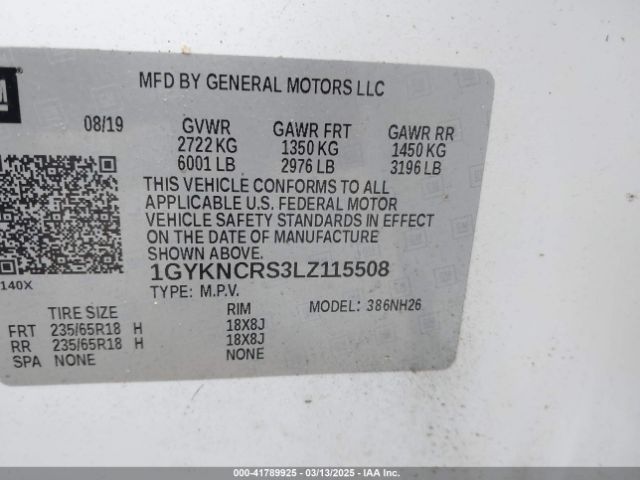 MFD BY GENERAL MOTORS LLC
08/19 GVWR GAWR FRT GAWR RR
2722 KG 1350 KG 1450 KG
6001 LB 2976 LB 3196 LB
THIS VEHICLE CONFORMS TO ALL
APPLICABLE U.S. FEDERAL MOTOR
VEHICLE SAFETY STANDARDS IN EFFECT
ON THE DATE OF MANUFACTURE
SHOWN ABOVE.
1GYKNCRS3LZ115508
140X
TYPE: M.P.V. MODEL: 386NH26
TIRE SIZE RIM
FRT 235/65R18 H 18X8J
RR 235/65R18 H 18X8J
SPA NONE NONE
000-41789925 - 03/13/2025 - IAAI.com